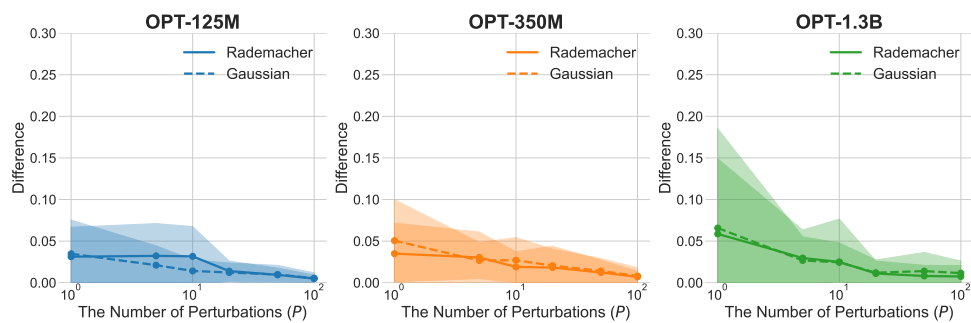 OPT-125M
0.30
0.25
0.20
0.15
0.10
0.05
0.00
Difference
Rademacher
Gaussian
10^0
10^1
10^2
The Number of Perturbations (P)
OPT-350M
0.30
0.25
0.20
0.15
0.10
0.05
0.00
Difference
Rademacher
Gaussian
10^0
10^1
10^2
The Number of Perturbations (P)
OPT-1.3B
0.30
0.25
0.20
0.15
0.10
0.05
0.00
Difference
Rademacher
Gaussian
10^0
10^1
10^2
The Number of Perturbations (P)